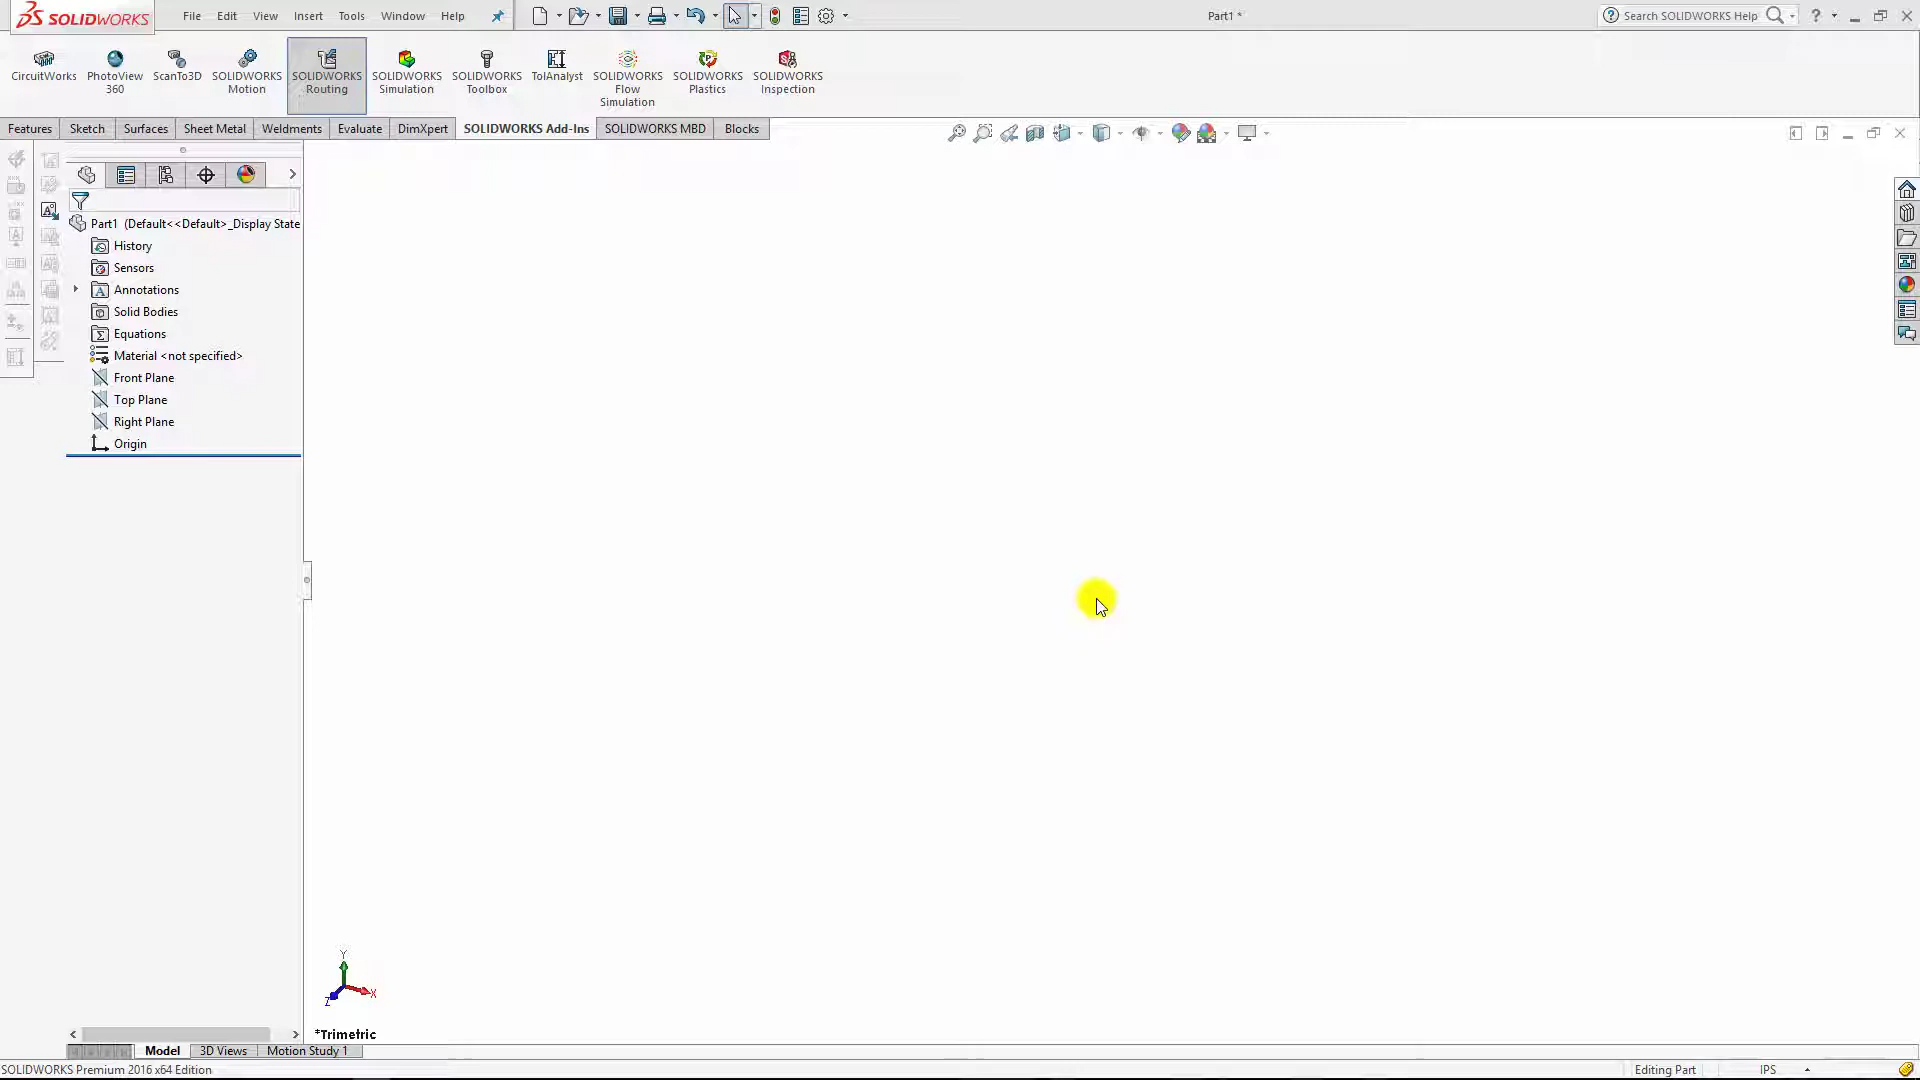 SOLIDWORKS
File Edit View Insert Tools Window Help
Part1 *
Search SOLIDWORKS Help
?
CircuitWorks
PhotoView 360
ScanTo3D
SOLIDWORKS Motion
SOLIDWORKS Routing
SOLIDWORKS Simulation
SOLIDWORKS Toolbox
TolAnalyst
SOLIDWORKS Flow Simulation
SOLIDWORKS Plastics
SOLIDWORKS Inspection
Features Sketch Surfaces Sheet Metal Weldments Evaluate DimXpert SOLIDWORKS Add-Ins SOLIDWORKS MBD Blocks
Part1 (Default<<Default>_Display State
History
Sensors
Annotations
Solid Bodies
Equations
Material <not specified>
Front Plane
Top Plane
Right Plane
Origin
Y
X
Z
*Trimetric
Model 3D Views Motion Study 1
SOLIDWORKS Premium 2016 x64 Edition
Editing Part
IPS